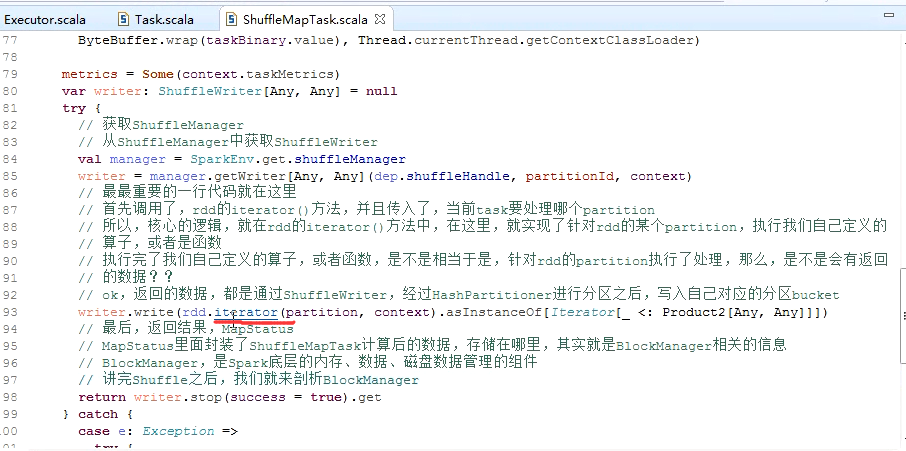 Executor.scala Task.scala ShuffleMapTask.scala
77 ByteBuffer.wrap(taskBinary.value), Thread.currentThread.getContextClassLoader)
78
79 metrics = Some(context.taskMetrics)
80 var writer: ShuffleWriter[Any, Any] = null
81 try {
82 // 获取ShuffleManager
83 // 从ShuffleManager中获取ShuffleWriter
84 val manager = SparkEnv.get.shuffleManager
85 writer = manager.getWriter[Any, Any](dep.shuffleHandle, partitionId, context)
86 // 最最重要的一行代码就在这里
87 // 首先调用了，rdd的iterator()方法，并且传入了，当前task要处理哪个partition
88 // 所以，核心的逻辑，就在rdd的iterator()方法中，在这里，就实现了针对rdd的某个partition，执行我们自己定义的
89 // 算子，或者是函数
90 // 执行完了我们自己定义的算子，或者函数，是不是相当于是，针对rdd的partition执行了处理，那么，是不是会有返回
91 // 的数据？？
92 // ok，返回的数据，都是通过ShuffleWriter，经过HashPartitioner进行分区之后，写入自己对应的分区bucket
93 writer.write(rdd.iterator(partition, context).asInstanceOf[Iterator[_ <: Product2[Any, Any]]])
94 // 最后，返回结果，MapStatus
95 // MapStatus里面封装了ShuffleMapTask计算后的数据，存储在哪里，其实就是BlockManager相关的信息
96 // BlockManager，是Spark底层的内存、数据、磁盘数据管理的组件
97 // 讲完Shuffle之后，我们就来剖析BlockManager
98 return writer.stop(success = true).get
99 } catch {
100 case e: Exception =>
try {